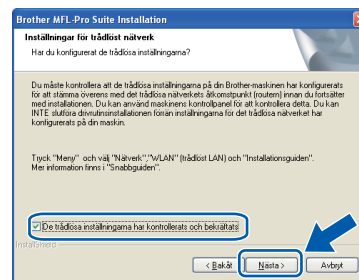 Brother MFL-Pro Suite Installation
Inställningar för trådlöst nätverk
Har du konfigurerat de trådlösa inställningarna?
Du måste kontrollera att de trådlösa inställningarna på din Brother-maskinen har konfigurerats
för att stämma överens med det trådlösa nätverkets åtkomstpunkt (routern) innan du fortsätter
med installationen. Du kan använd maskinens kontrollpanel för att kontrollera detta. Du kan
INTE slutföra drivrutinsinstallationen förrän inställningarna för det trådlösa nätverket har
konfigurerats på din maskin.
Tryck "Meny" och välj "Nätverk","WLAN" (trådlöst LAN) och "Installationsguiden".
Mer information finns i "Snabbguiden".
De trådlösa inställningarna har kontrollerats och bekräftats
InstallShield
< Bakåt
Nästa >
Avbryt